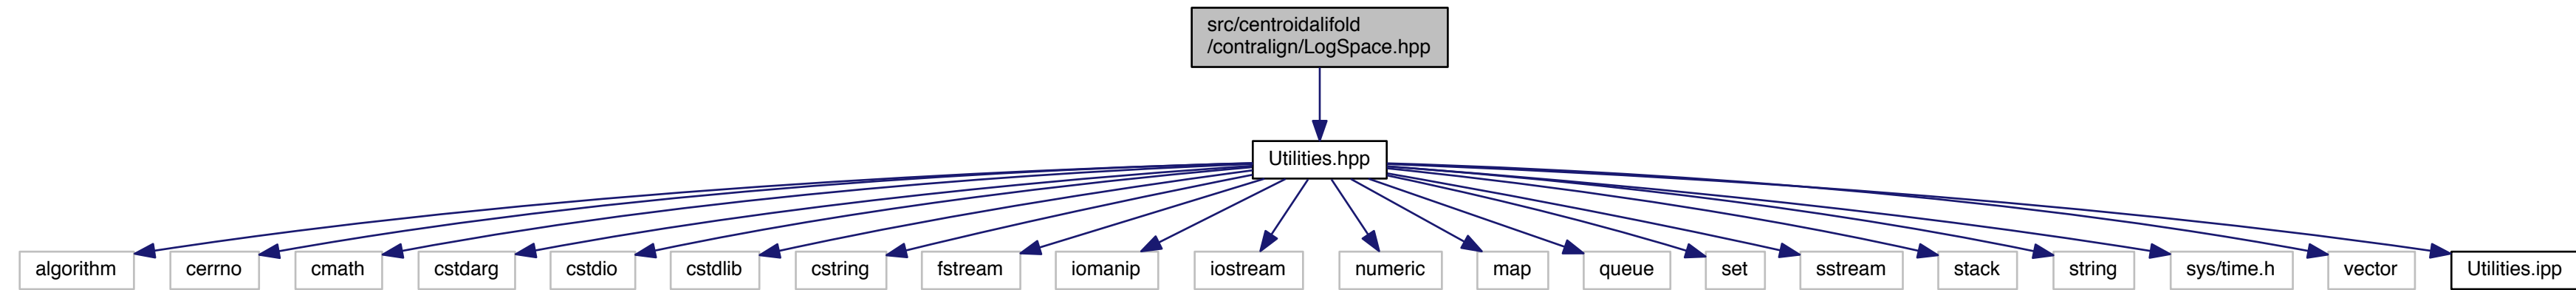 src/centroidalifold
/contralign/LogSpace.hpp
Utilities.hpp
algorithm
cerrno
cmath
cstdarg
cstdio
cstdlib
cstring
fstream
iomanip
iostream
numeric
map
queue
set
sstream
stack
string
sys/time.h
vector
Utilities.ipp